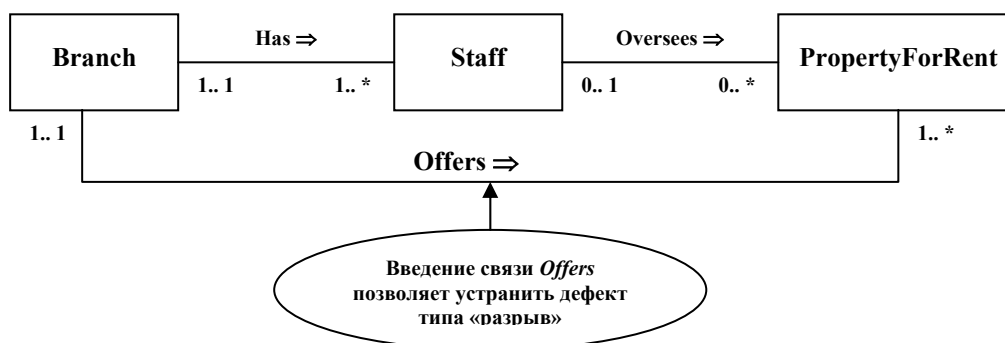 Has ⇒
Oversees ⇒
Branch
Staff
PropertyForRent
1.. 1
1.. *
0.. 1
0.. *
1.. 1
1.. *
Offers ⇒
Введение связи Offers
позволяет устранить дефект
типа «разрыв»